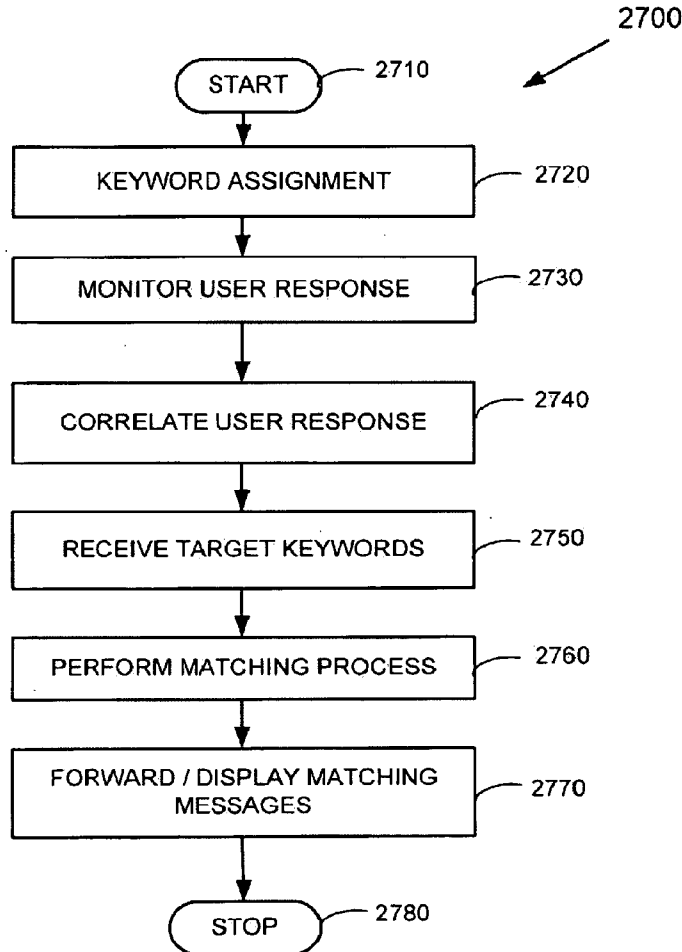 2700
START 2710
KEYWORD ASSIGNMENT 2720
MONITOR USER RESPONSE 2730
CORRELATE USER RESPONSE 2740
RECEIVE TARGET KEYWORDS 2750
PERFORM MATCHING PROCESS 2760
FORWARD / DISPLAY MATCHING
MESSAGES 2770
STOP 2780